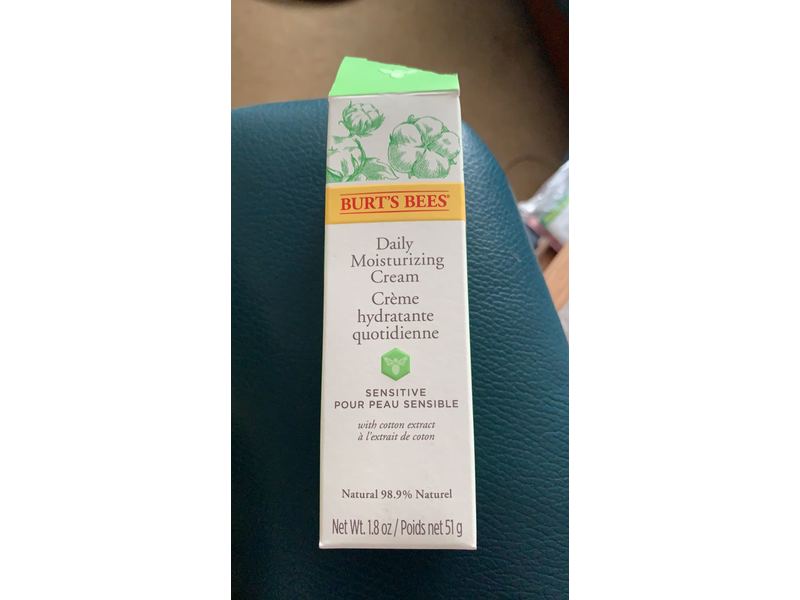 BURT'S BEES®
Daily
Moisturizing
Cream
Crème
hydratante
quotidienne
SENSITIVE
POUR PEAU SENSIBLE
with cotton extract
à l'extrait de coton
Natural 98.9% Naturel
Net Wt. 1.8 oz / Poids net 51 g